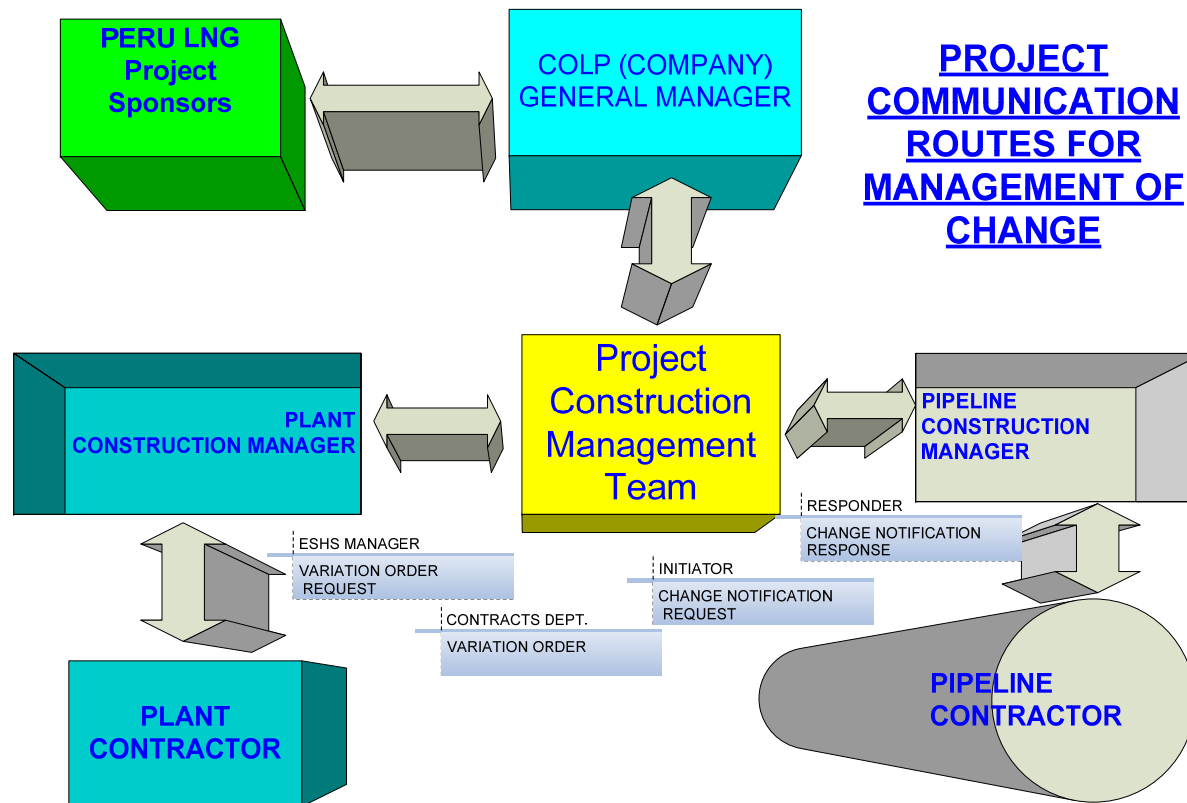 PERU LNG
Project
Sponsors
COLP (COMPANY)
GENERAL MANAGER
PROJECT
COMMUNICATION
ROUTES FOR
MANAGEMENT OF
CHANGE
PLANT
CONSTRUCTION MANAGER
Project
Construction
Management
Team
PIPELINE
CONSTRUCTION
MANAGER
RESPONDER
CHANGE NOTIFICATION
RESPONSE
ESHS MANAGER
VARIATION ORDER
REQUEST
INITIATOR
CHANGE NOTIFICATION
REQUEST
CONTRACTS DEPT.
VARIATION ORDER
PLANT
CONTRACTOR
PIPELINE
CONTRACTOR